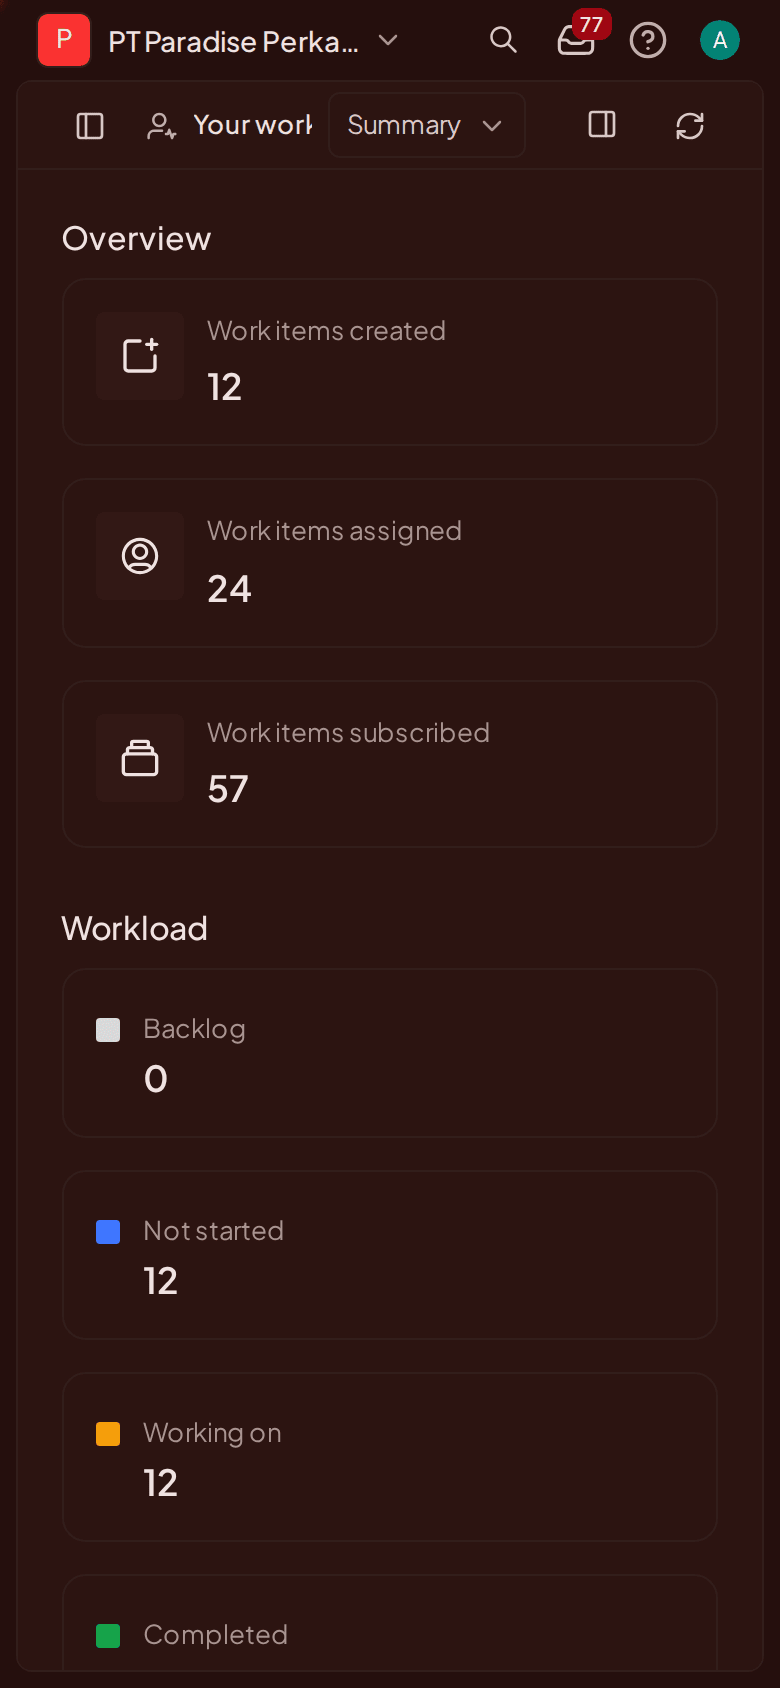 P
PT Paradise Perka...
77
A
Your work
Summary
Overview
Work items created
12
Work items assigned
24
Work items subscribed
57
Workload
Backlog
0
Not started
12
Working on
12
Completed